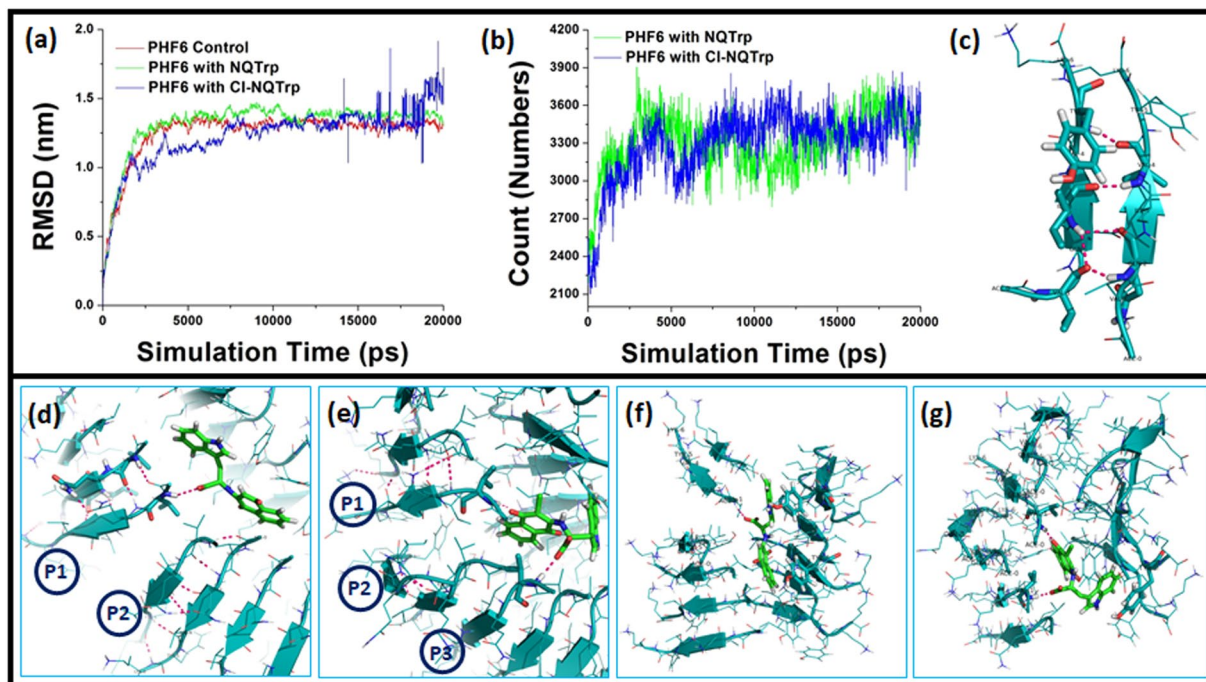 (a)
2.0
1.5
1.0
0.5
0.0
RMSD (nm)
PHF6 Control
PHF6 with NQTrp
PHF6 with Cl-NQTrp
0 5000 10000 15000 20000
Simulation Time (ps)
(b)
4200
3900
3600
3300
3000
2700
2400
2100
Count (Numbers)
PHF6 with NQTrp
PHF6 with Cl-NQTrp
0 5000 10000 15000 20000
Simulation Time (ps)
(c)
(d)
P1
P2
(e)
P1
P2
P3
(f)
(g)